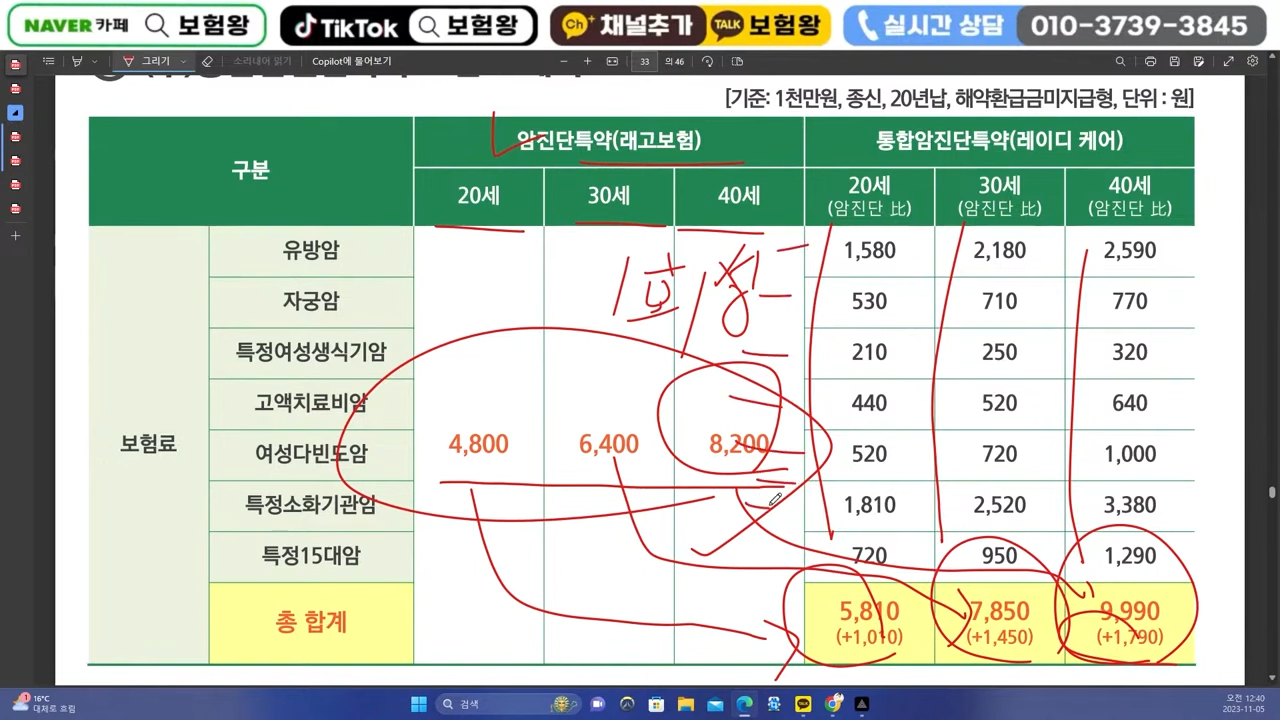 NAVER 카페 보험왕 TikTok 보험왕 Ch+ 채널추가 TALK 보험왕 실시간 상담 010-3739-3845
그리기 소리내어 읽기 Copilot에 물어보기 33 의 46
[기준: 1천만원, 종신, 20년납, 해약환급금미지급형, 단위 : 원]
구분 암진단특약(래고보험) 통합암진단특약(레이디 케어)
20세 30세 40세 20세 30세 40세
(암진단 比) (암진단 比) (암진단 比)
유방암 1,580 2,180 2,590
자궁암 530 710 770
특정여성생식기암 210 250 320
고액치료비암 440 520 640
보험료 4,800 6,400 8,200
여성다빈도암 520 720 1,000
특정소화기관암 1,810 2,520 3,380
특정15대암 720 950 1,290
총 합계 5,810 7,850 9,990
(+1,010) (+1,450) (+1,790)
16°C 검색 오전 12:40
대체로 흐림 2023-11-05